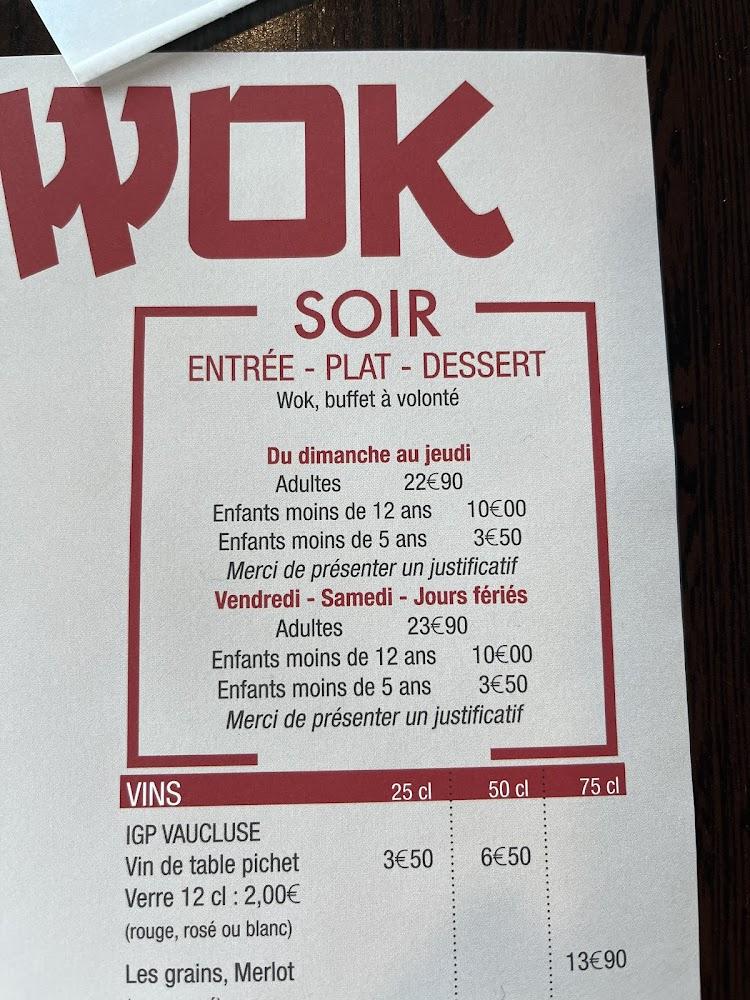 WOK
SOIR
ENTRÉE - PLAT - DESSERT
Wok, buffet à volonté
Du dimanche au jeudi
Adultes 22€90
Enfants moins de 12 ans 10€00
Enfants moins de 5 ans 3€50
Merci de présenter un justificatif
Vendredi - Samedi - Jours fériés
Adultes 23€90
Enfants moins de 12 ans 10€00
Enfants moins de 5 ans 3€50
Merci de présenter un justificatif
VINS 25 cl 50 cl 75 cl
IGP VAUCLUSE
Vin de table pichet 3€50 6€50
Verre 12 cl : 2,00€
(rouge, rosé ou blanc)
Les grains, Merlot 13€90